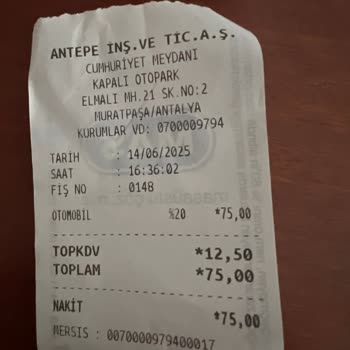 ANTEPE İNŞ.VE TİC.A.Ş.
CUMHURİYET MEYDANI
KAPALI OTOPARK
ELMALI MH.21 SK.NO:2
MURATPAŞA/ANTALYA
KURUMLAR VD: 0700009794
TARİH : 14/06/2025
SAAT : 16:36:02
FİŞ NO : 0148
OTOMOBİL %20 *75,00
TOPKDV *12,50
TOPLAM *75,00
NAKİT *75,00
MERSIS : 0070000979400017